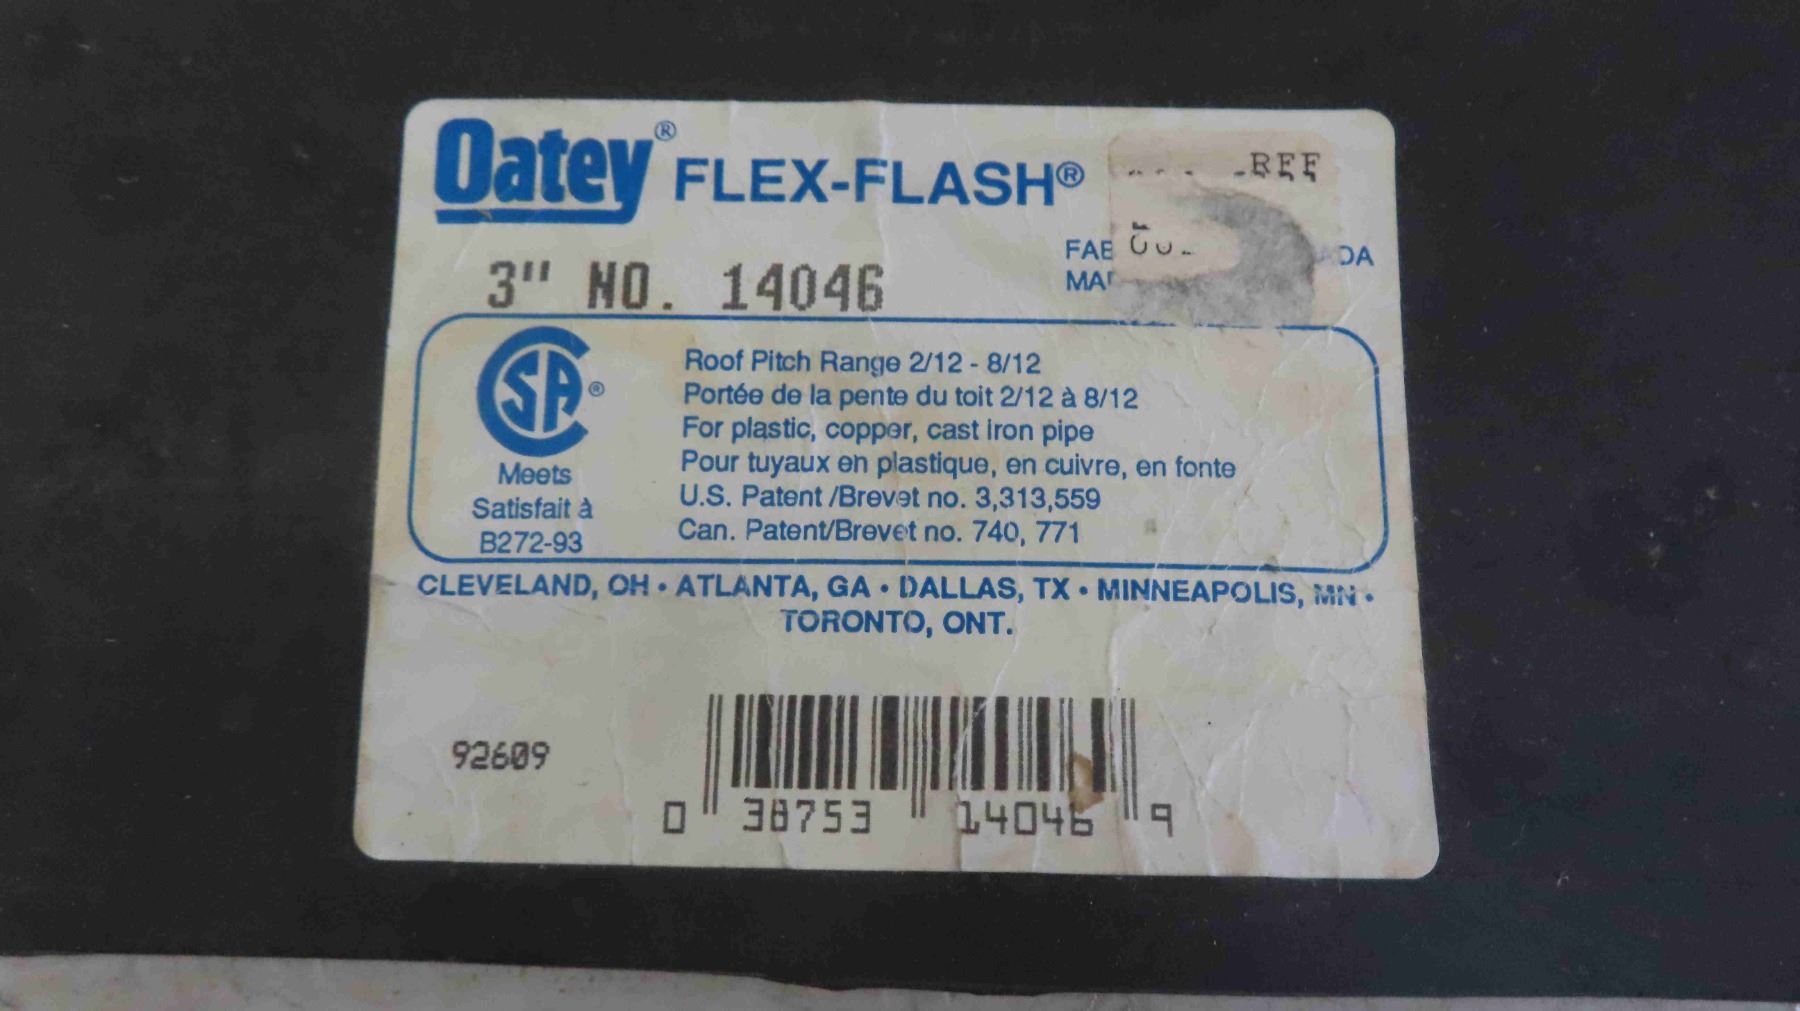 Oatey® FLEX-FLASH®
3" NO. 14046
CSA®
Meets
Satisfait à
B272-93
Roof Pitch Range 2/12 - 8/12
Portée de la pente du toit 2/12 à 8/12
For plastic, copper, cast iron pipe
Pour tuyaux en plastique, en cuivre, en fonte
U.S. Patent /Brevet no. 3,313,559
Can. Patent/Brevet no. 740, 771
CLEVELAND, OH • ATLANTA, GA • DALLAS, TX • MINNEAPOLIS, MN •
TORONTO, ONT.
92609
0 38753 14046 9